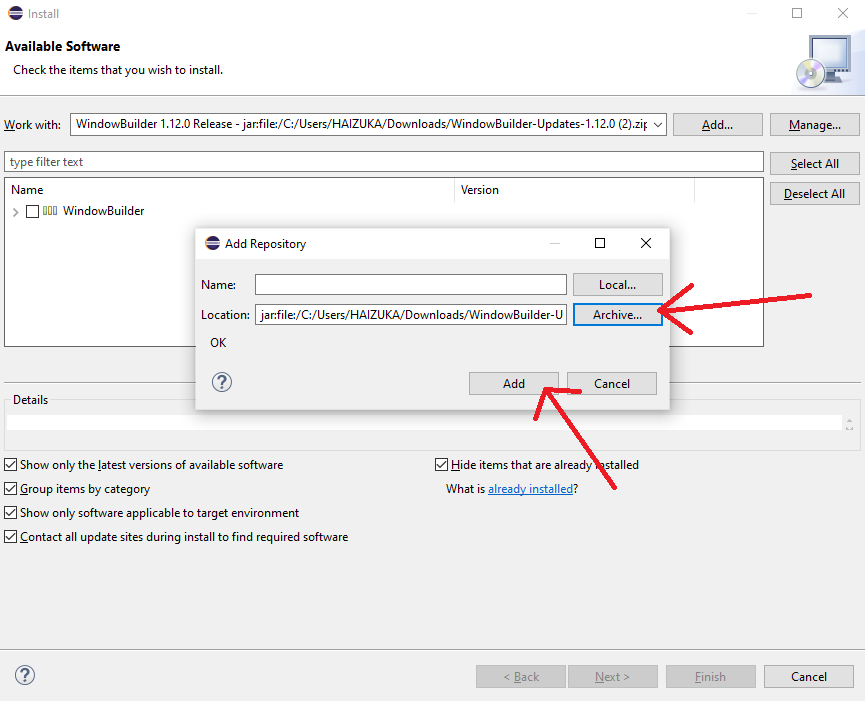 Install
Available Software
Check the items that you wish to install.
Work with: WindowBuilder 1.12.0 Release - jar:file:/C:/Users/HAIZUKA/Downloads/WindowBuilder-Updates-1.12.0 (2).zip Add... Manage...
type filter text Select All
Name Version Deselect All
WindowBuilder
Add Repository
Name: Local...
Location: jar:file:/C:/Users/HAIZUKA/Downloads/WindowBuilder-U Archive...
OK
? Add Cancel
Details
Show only the latest versions of available software Hide items that are already installed
Group items by category What is already installed?
Show only software applicable to target environment
Contact all update sites during install to find required software
? < Back Next > Finish Cancel